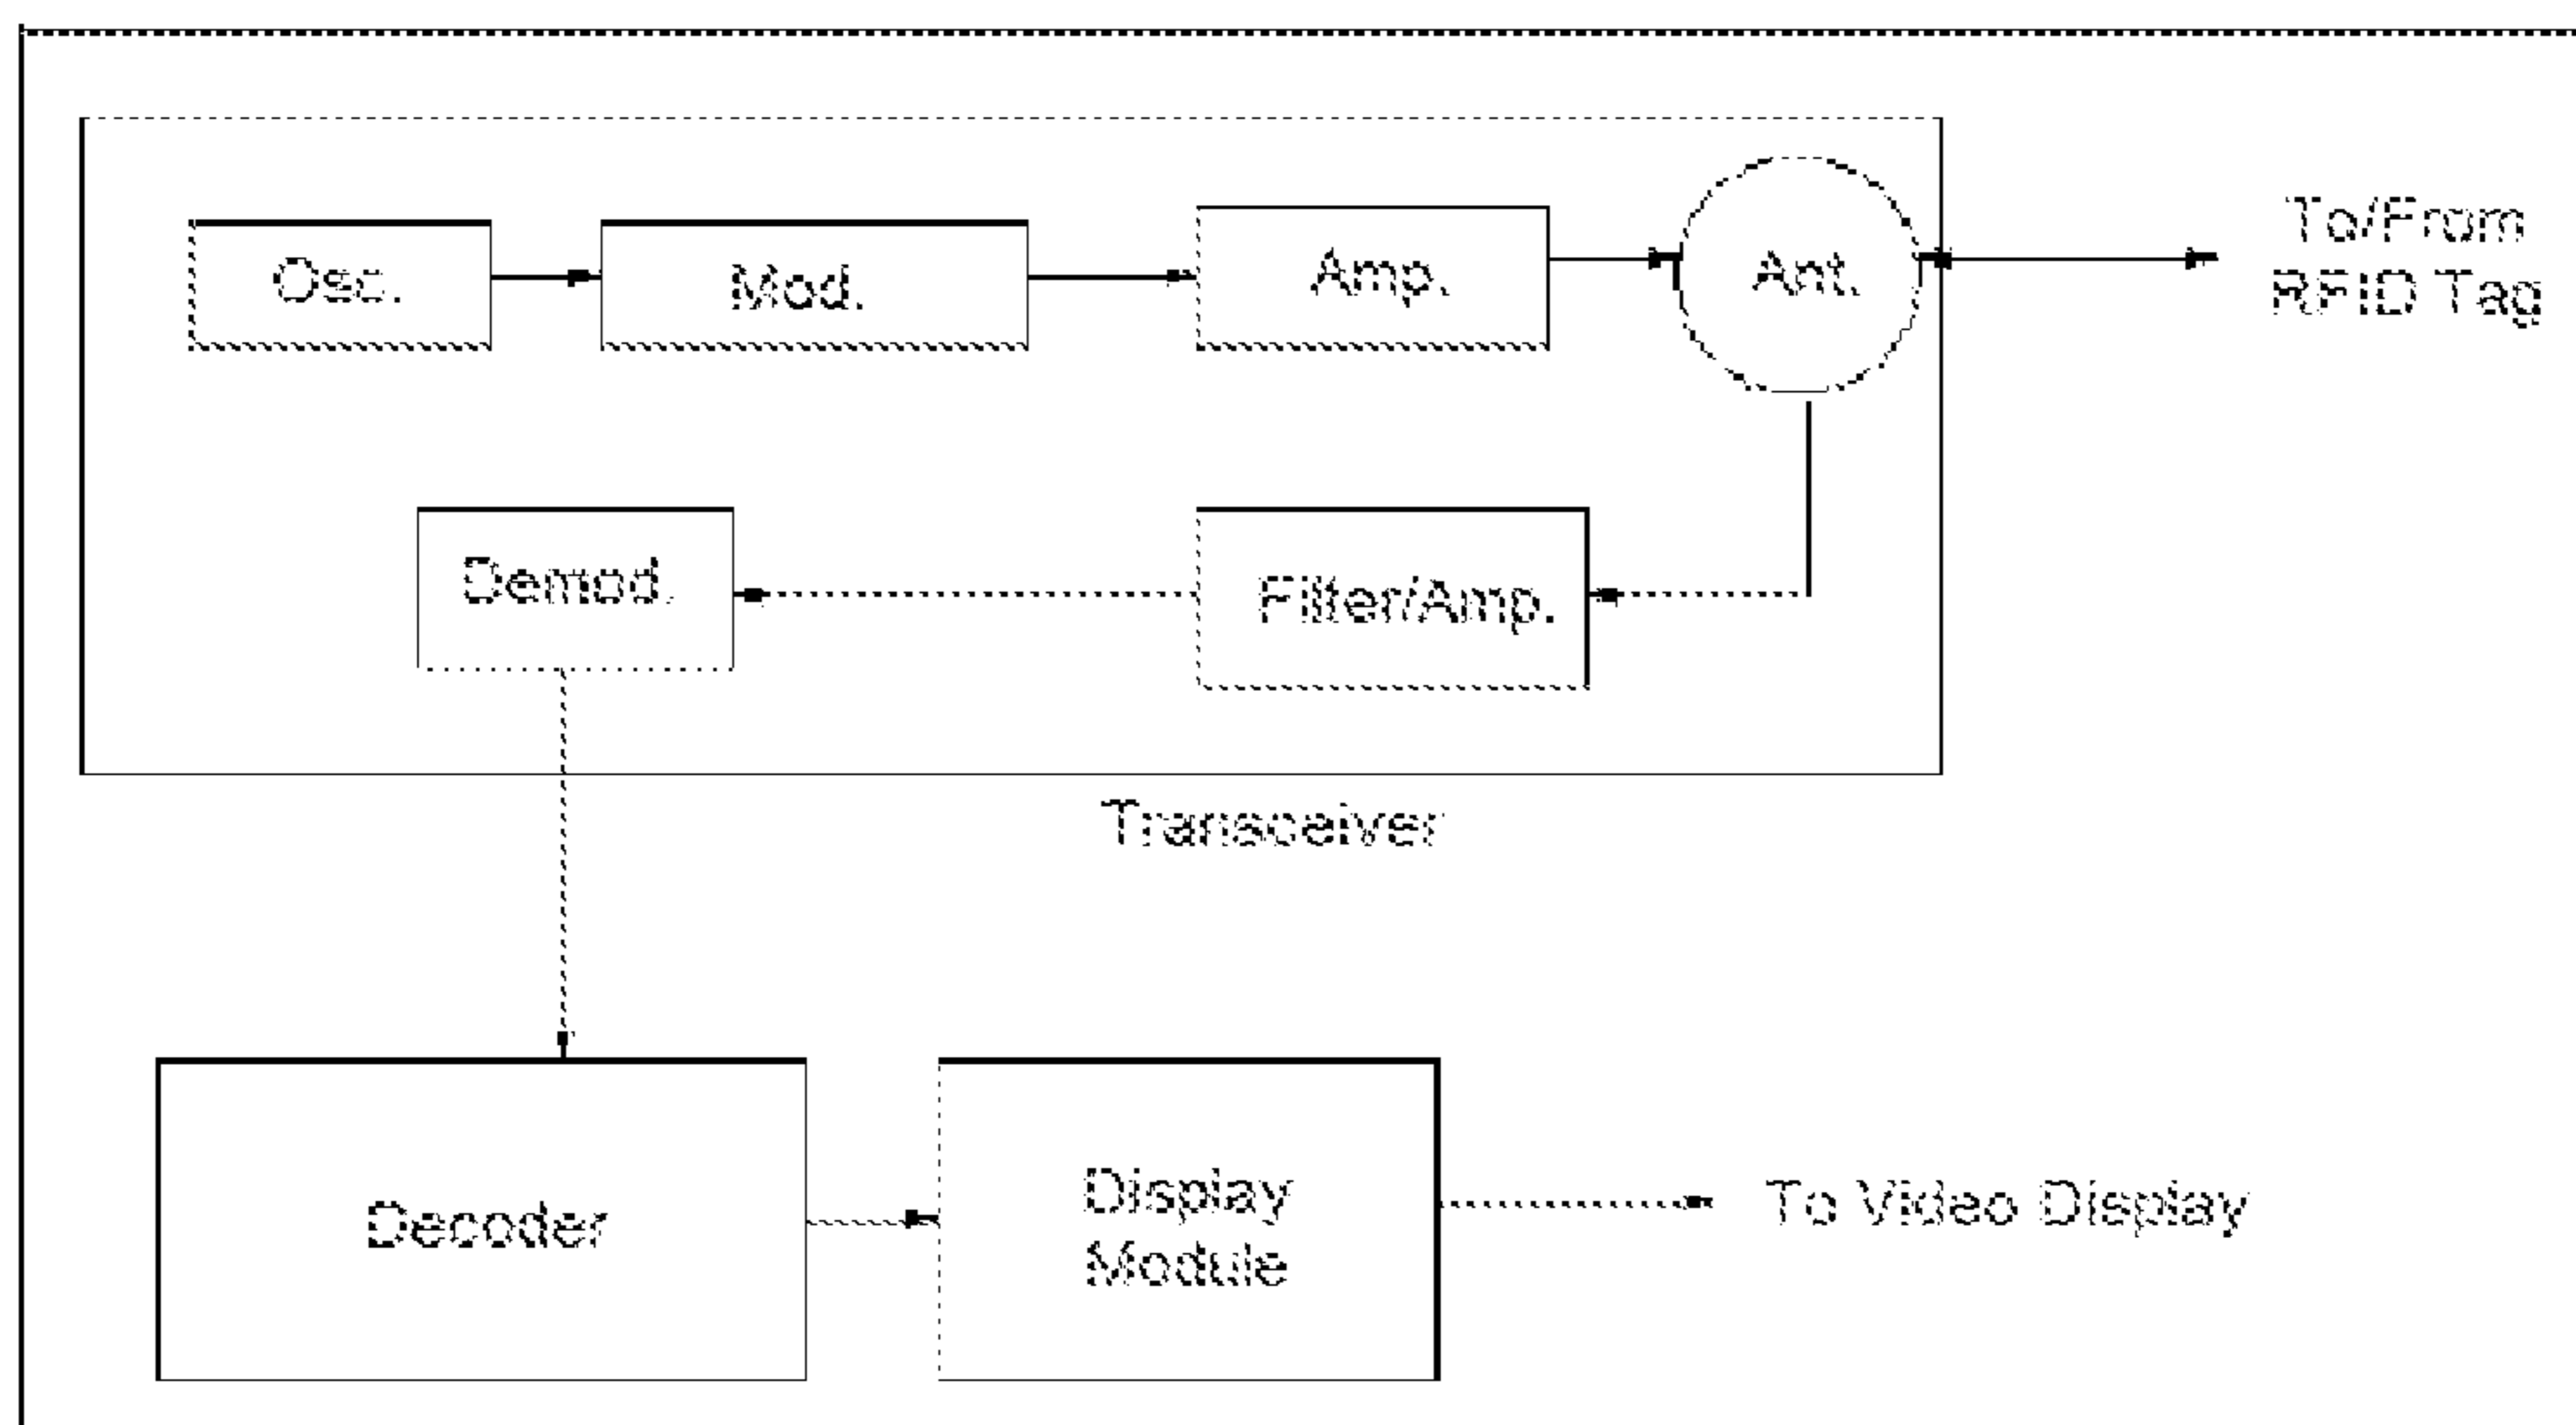 Osc.
Mod.
Amp.
Ant.
To/From
RFID Tag
Demod.
Filter/Amp.
Transceiver
Decoder
Display
Module
To Video Display